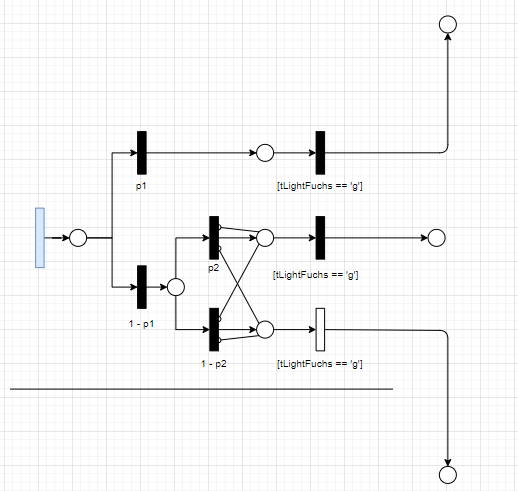 p1
[tLightFuchs == 'g']
p2
[tLightFuchs == 'g']
1 - p1
1 - p2
[tLightFuchs == 'g']